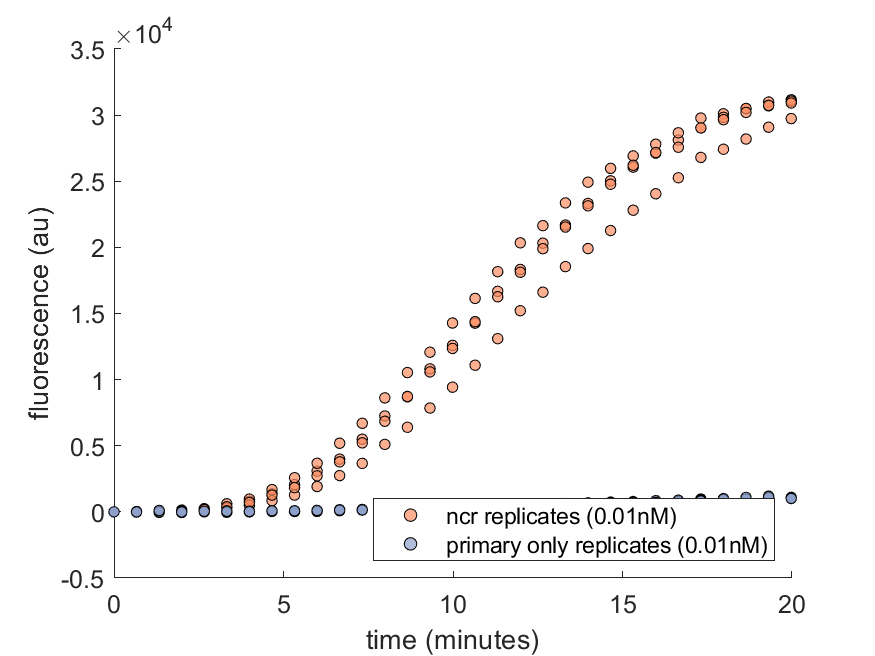 ×10⁴
3.5
3
2.5
2
1.5
1
0.5
0
-0.5
fluorescence (au)
ncr replicates (0.01nM)
primary only replicates (0.01nM)
0 5 10 15 20
time (minutes)